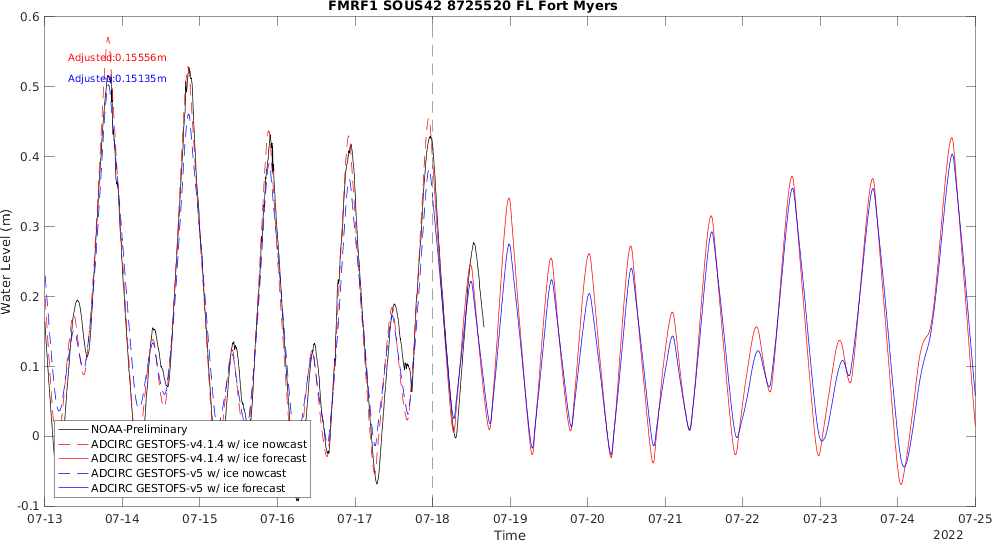 FMRF1 SOUS42 8725520 FL Fort Myers
0.6
Adjusted:0.15556m
Adjusted:0.15135m
0.5
0.4
0.3
0.2
0.1
0
-0.1
Water Level (m)
NOAA-Preliminary
ADCIRC GESTOFS-v4.1.4 w/ ice nowcast
ADCIRC GESTOFS-v4.1.4 w/ ice forecast
ADCIRC GESTOFS-v5 w/ ice nowcast
ADCIRC GESTOFS-v5 w/ ice forecast
07-13 07-14 07-15 07-16 07-17 07-18 07-19 07-20 07-21 07-22 07-23 07-24 07-25
Time
2022